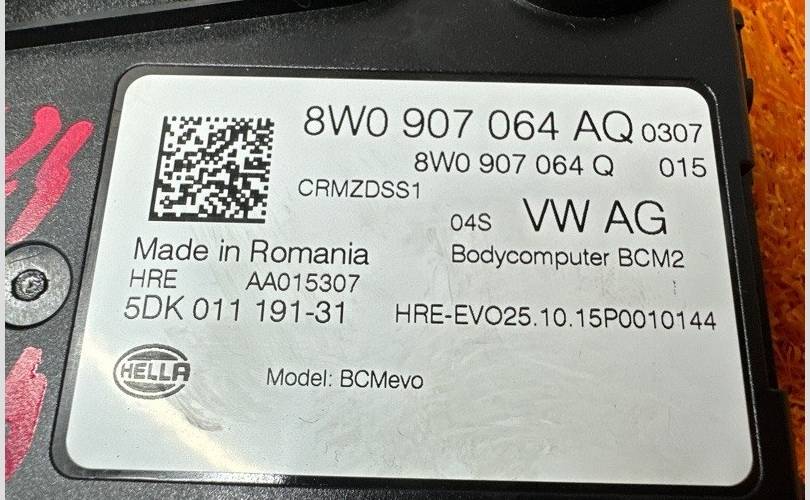 8W0 907 064 AQ 0307
8W0 907 064 Q 015
CRMZDSS1
04S VW AG
Made in Romania
Bodycomputer BCM2
HRE AA015307
5DK 011 191-31
HRE-EVO25.10.15P0010144
HELLA
Model: BCMevo